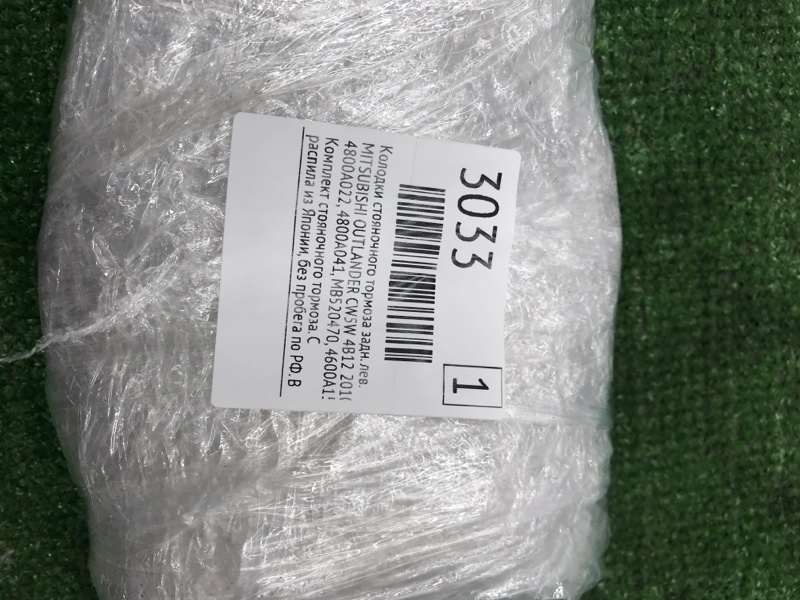 3033
1
Колодки стояночного тормоза задн. лев.
MITSUBISHI OUTLANDER CW5W 4B12 201
4800A022, 4800A041, MB520470, 4600A1
Комплект стояночного тормоза. С
распила из Японии, без пробега по РФ. В